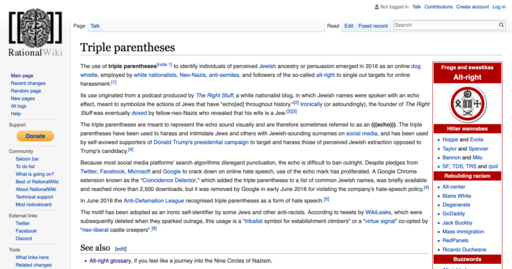 Not logged in Talk Contributions Create account Log in
Page Talk
Read Edit Fossil record
Search
RATIONALWIKI
Main page
Recent changes
Random page
New pages
All logs
Help
Support
Donate
Community
Saloon bar
To do list
What is going on?
Best of RationalWiki
About RationalWiki
Technical support
Mod noticeboard
External links
Twitter
Facebook
Discord
Tools
What links here
Related changes
Triple parentheses
The use of triple parentheses[note 1] to identify individuals of perceived Jewish ancestry or persuasion emerged in 2016 as an online dog
whistle, employed by white nationalists, Neo-Nazis, anti-semites, and followers of the so-called alt-right to single out targets for online
harassment.[1]
Its use originated from a podcast produced by The Right Stuff, a white nationalist blog, in which Jewish names were spoken with an echo
effect, meant to symbolize the actions of Jews that have "echo[ed] throughout history."[2] Ironically (or astoundingly), the founder of The Right
Stuff was eventually doxed by fellow-neo-Nazis who revealed that his wife is a Jew.[2][3]
The triple parentheses are meant to represent the echo sound visually and are therefore sometimes referred to as an (((echo))). The triple
parentheses have been used to harass and intimidate Jews and others with Jewish-sounding surnames on social media, and has been used
by self-avowed supporters of Donald Trump's presidential campaign to target and harass those of perceived Jewish extraction opposed to
Trump's candidacy.[4]
Because most social media platforms' search algorithms disregard punctuation, the echo is difficult to ban outright. Despite pledges from
Twitter, Facebook, Microsoft and Google to crack down on online hate speech, use of the echo mark has proliferated. A Google Chrome
extension known as the "Coincidence Detector," which added the triple parentheses to a list of common Jewish names, was briefly available
and reached more than 2,500 downloads, but it was removed by Google in early June 2016 for violating the company's hate-speech policy.[4]
In June 2016 the Anti-Defamation League recognised triple parentheses as a form of hate speech.[5]
The motif has been adopted as an ironic self-identifier by some Jews and other anti-racists. According to tweets by WikiLeaks, which were
subsequently deleted when they sparked outrage, this usage is a "tribalist symbol for establishment climbers" or a "virtue signal" co-opted by
"neo-liberal castle creepers".[6]
See also [edit]
Alt-right glossary, if you feel like a journey into the Nine Circles of Nazism.
Frogs and swastikas
Alt-right
Hitler wannabes
Hoppe and Evola
Taylor and Spencer
Bannon and Milo
SF, TDS, TRS and /pol/
Rebuilding racism
Alt-center
Blaire White
Degenerate
GoDaddy
Jack Buckby
Mass immigration
RedPanels
Ricardo Duchesne
Buzzwords